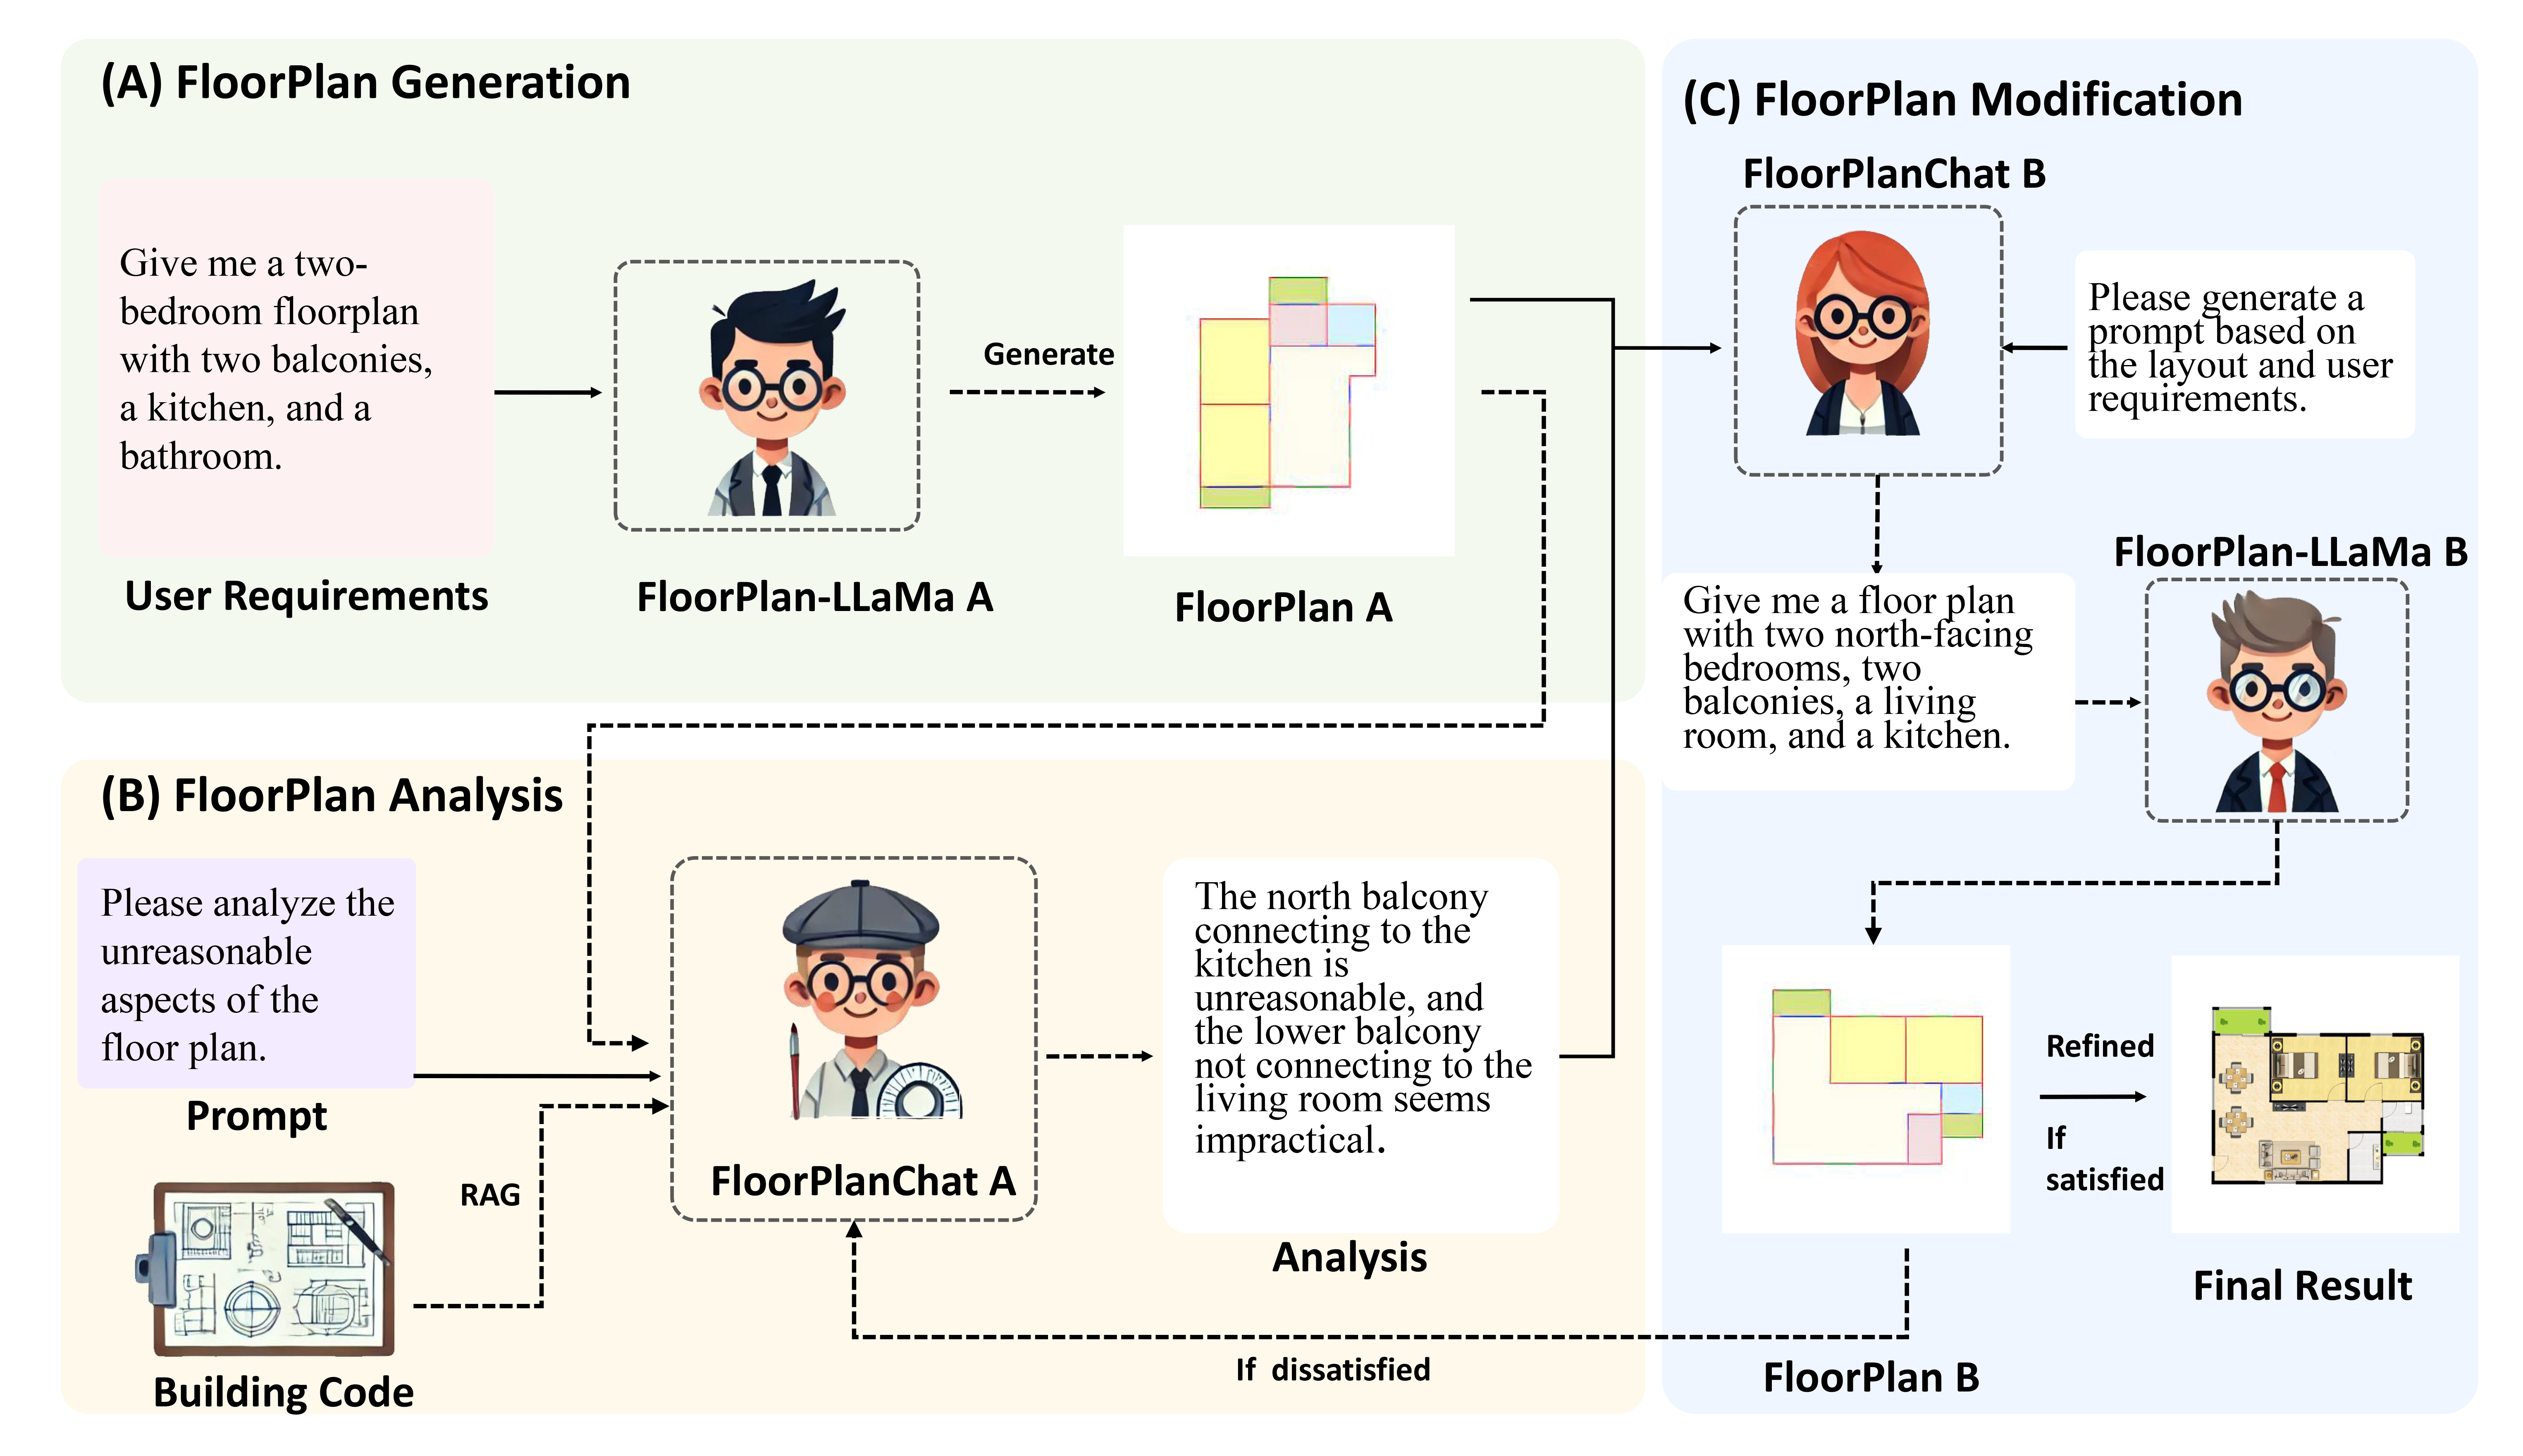 (A) FloorPlan Generation
Give me a two-
bedroom floorplan
with two balconies,
a kitchen, and a
bathroom.
User Requirements
FloorPlan-LLaMa A
Generate
FloorPlan A
(B) FloorPlan Analysis
Please analyze the
unreasonable
aspects of the
floor plan.
Prompt
RAG
Building Code
FloorPlanChat A
The north balcony
connecting to the
kitchen is
unreasonable, and
the lower balcony
not connecting to the
living room seems
impractical.
Analysis
If dissatisfied
(C) FloorPlan Modification
FloorPlanChat B
Please generate a
prompt based on
the layout and user
requirements.
Give me a floor plan
with two north-facing
bedrooms, two
balconies, a living
room, and a kitchen.
FloorPlan-LLaMa B
FloorPlan B
Refined
If
satisfied
Final Result